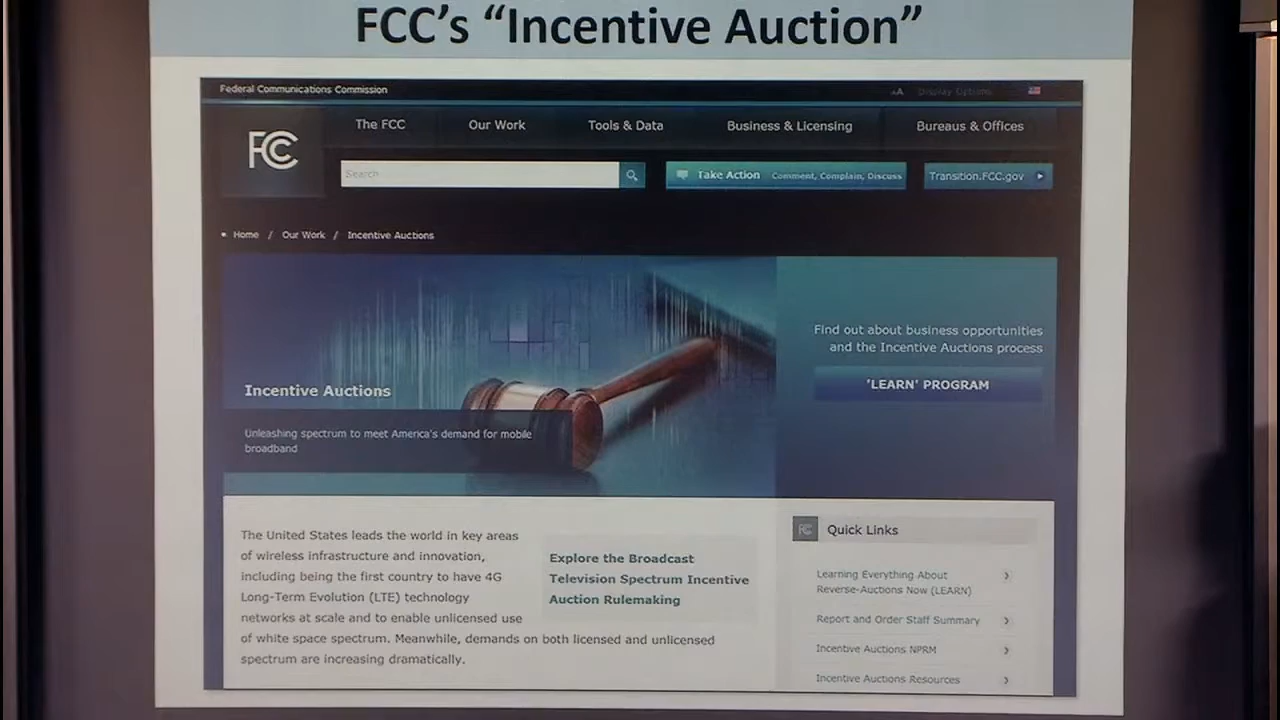 FCC's “Incentive Auction”
Federal Communications Commission
AA Display Options
FCC
The FCC
Our Work
Tools & Data
Business & Licensing
Bureaus & Offices
Search
Take Action Comment, Complain, Discuss
Transition.FCC.gov
Home / Our Work / Incentive Auctions
Incentive Auctions
Unleashing spectrum to meet America's demand for mobile
broadband
Find out about business opportunities
and the Incentive Auctions process
'LEARN' PROGRAM
The United States leads the world in key areas
of wireless infrastructure and innovation,
including being the first country to have 4G
Long-Term Evolution (LTE) technology
networks at scale and to enable unlicensed use
of white space spectrum. Meanwhile, demands on both licensed and unlicensed
spectrum are increasing dramatically.
Explore the Broadcast
Television Spectrum Incentive
Auction Rulemaking
FCC Quick Links
Learning Everything About
Reverse-Auctions Now (LEARN)
Report and Order Staff Summary
Incentive Auctions NPRM
Incentive Auctions Resources